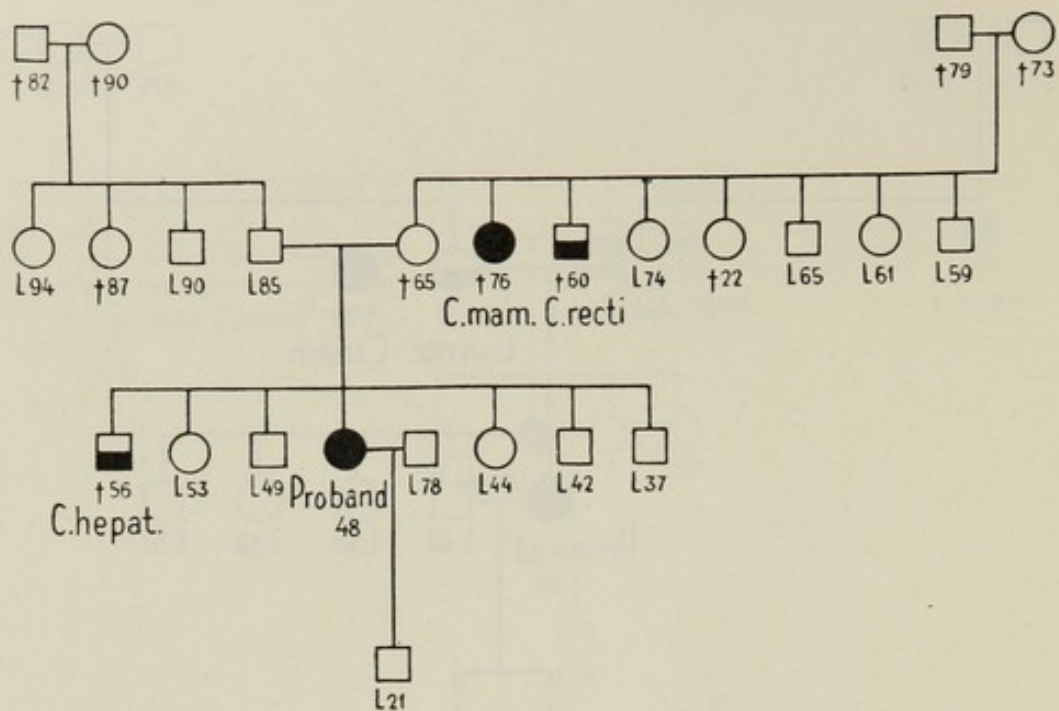 †82 †90 †79 †73
L94 †87 L90 L85 †65 †76 †60 L74 †22 L65 L61 L59
C.mam. C.recti
†56 L53 L49 Proband L78 L44 L42 L37
C.hepat. 48
L21